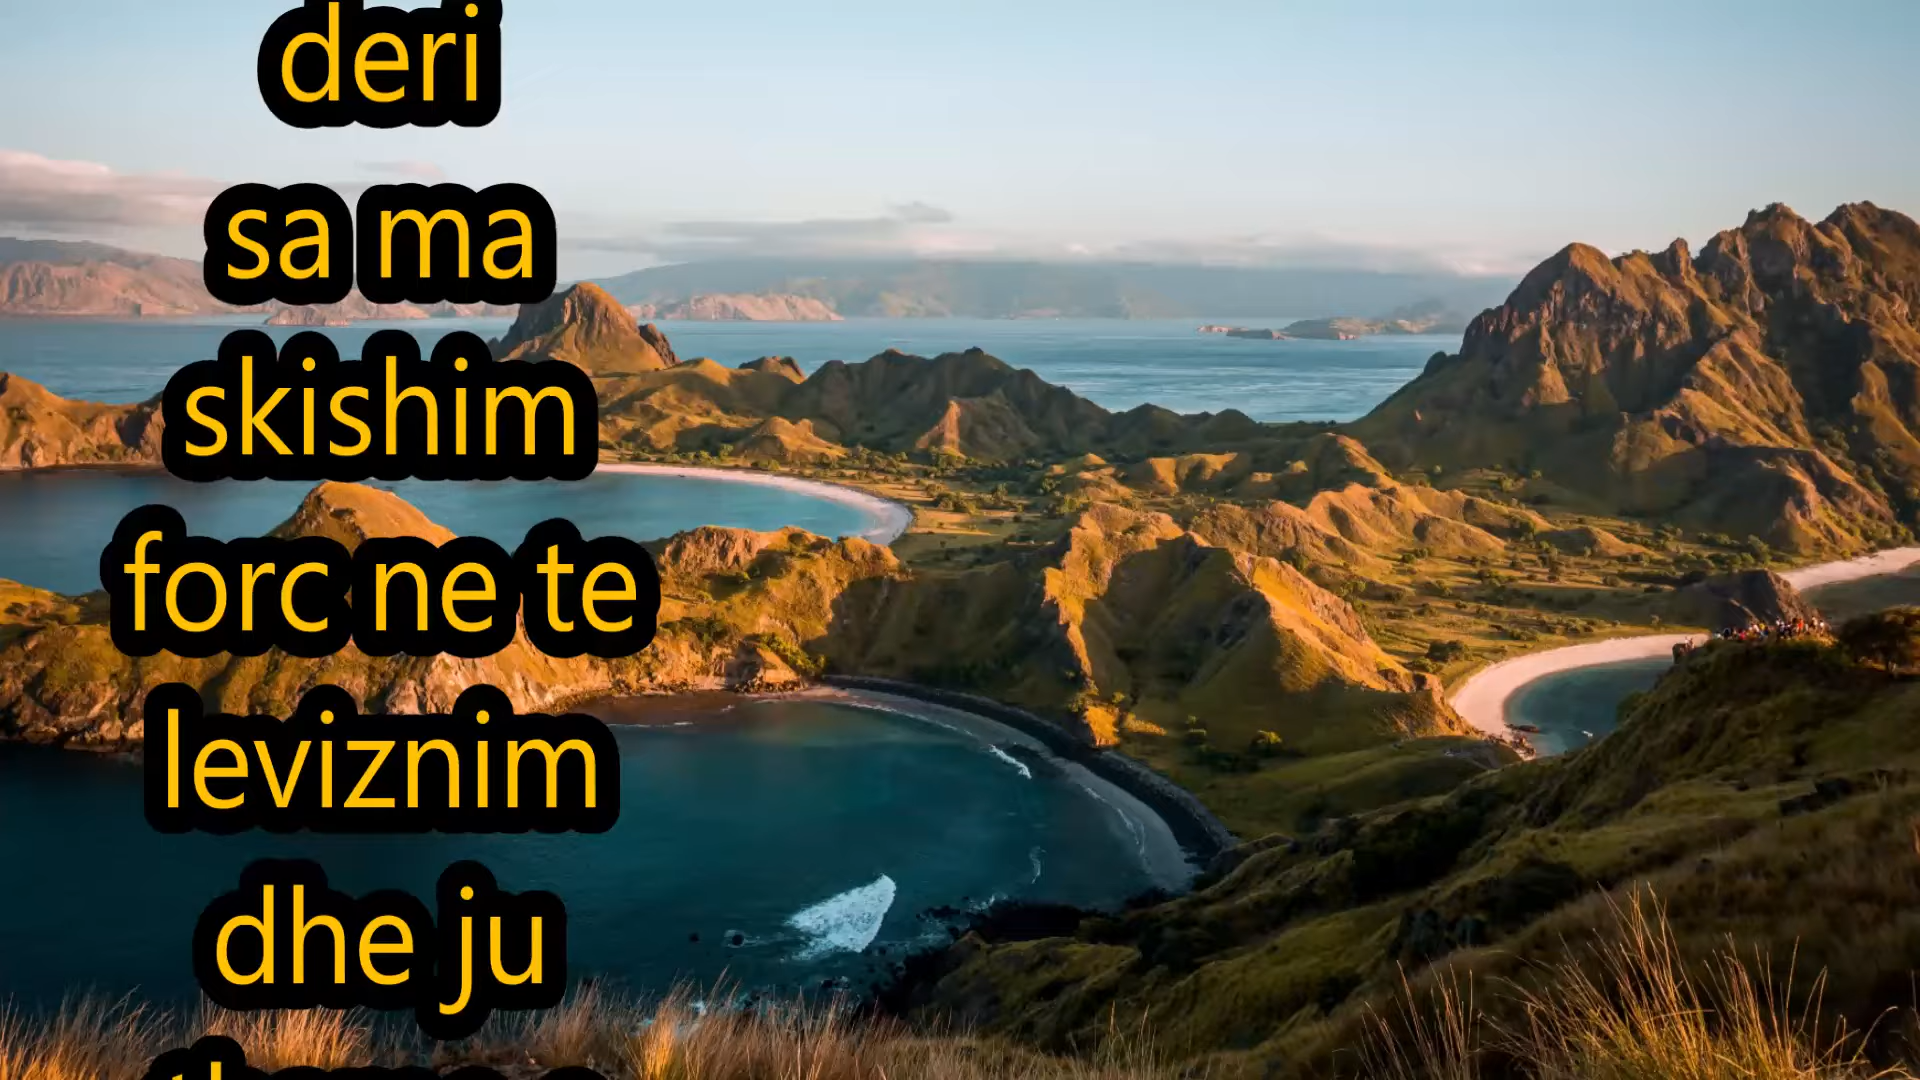 deri
sa ma
skishim
forc ne te
leviznim
dhe ju